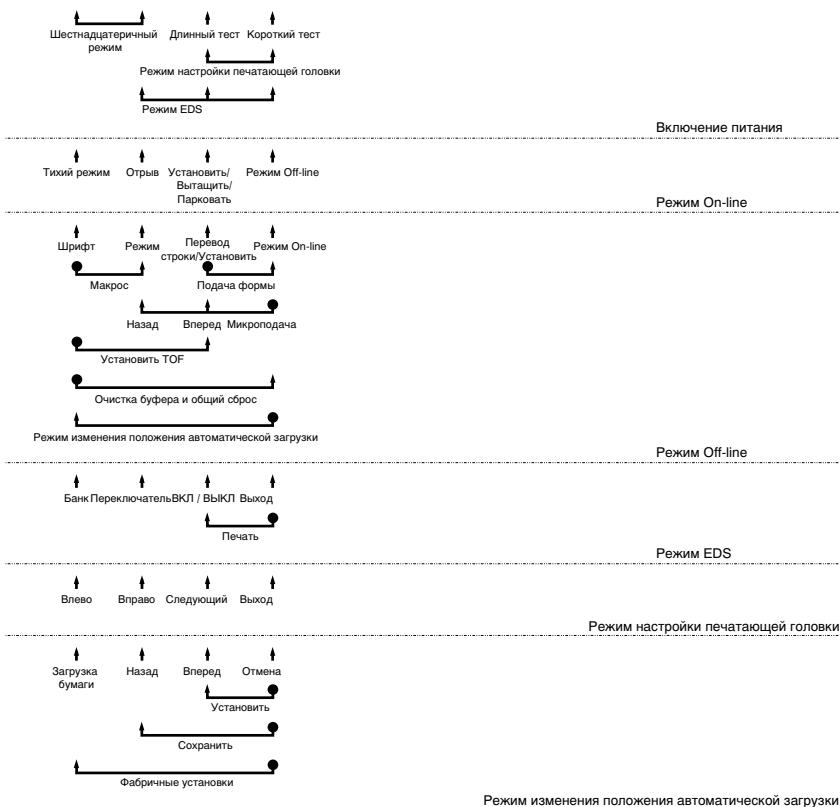 Шестнадцатеричный
режим
Длинный тест
Короткий тест
Режим настройки печатающей головки
Режим EDS
Включение питания
Тихий режим
Отрыв
Установить/
Вытащить/
Парковать
Режим Off-line
Режим On-line
Шрифт
Режим
Перевод
строки/Установить
Режим On-line
Макрос
Подача формы
Назад
Вперед
Микроподача
Установить TOF
Очистка буфера и общий сброс
Режим изменения положения автоматической загрузки
Режим Off-line
Банк
Переключатель
ВКЛ / ВЫКЛ
Выход
Печать
Режим EDS
Влево
Вправо
Следующий
Выход
Режим настройки печатающей головки
Загрузка
бумаги
Назад
Вперед
Отмена
Установить
Сохранить
Фабричные установки
Режим изменения положения автоматической загрузки